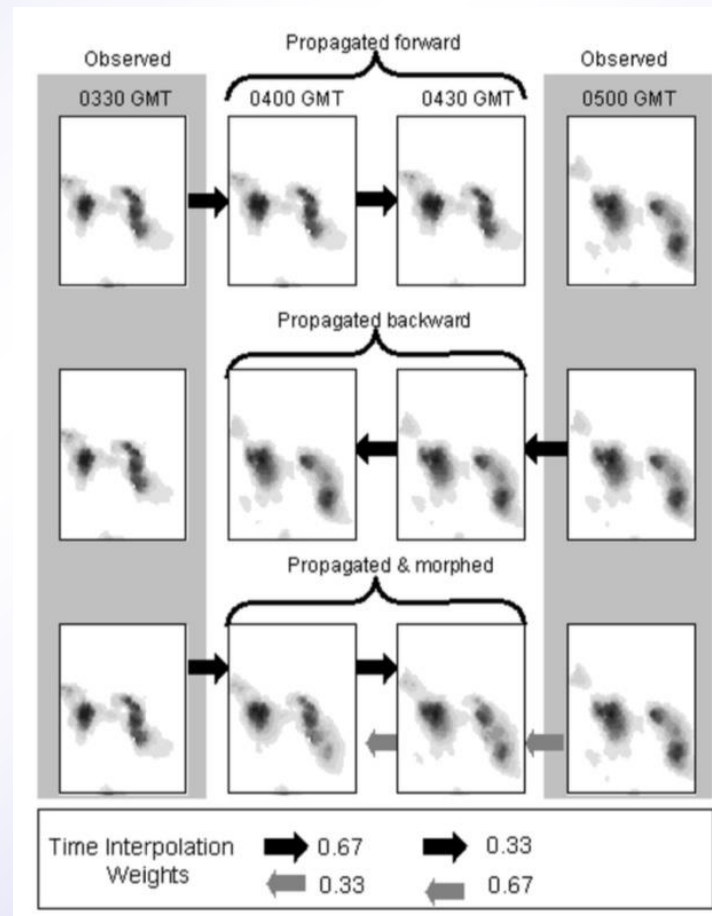 Propagated forward
Observed
Observed
0330 GMT
0400 GMT
0430 GMT
0500 GMT
Propagated backward
Propagated & morphed
Time Interpolation
Weights
0.67
0.33
0.33
0.67